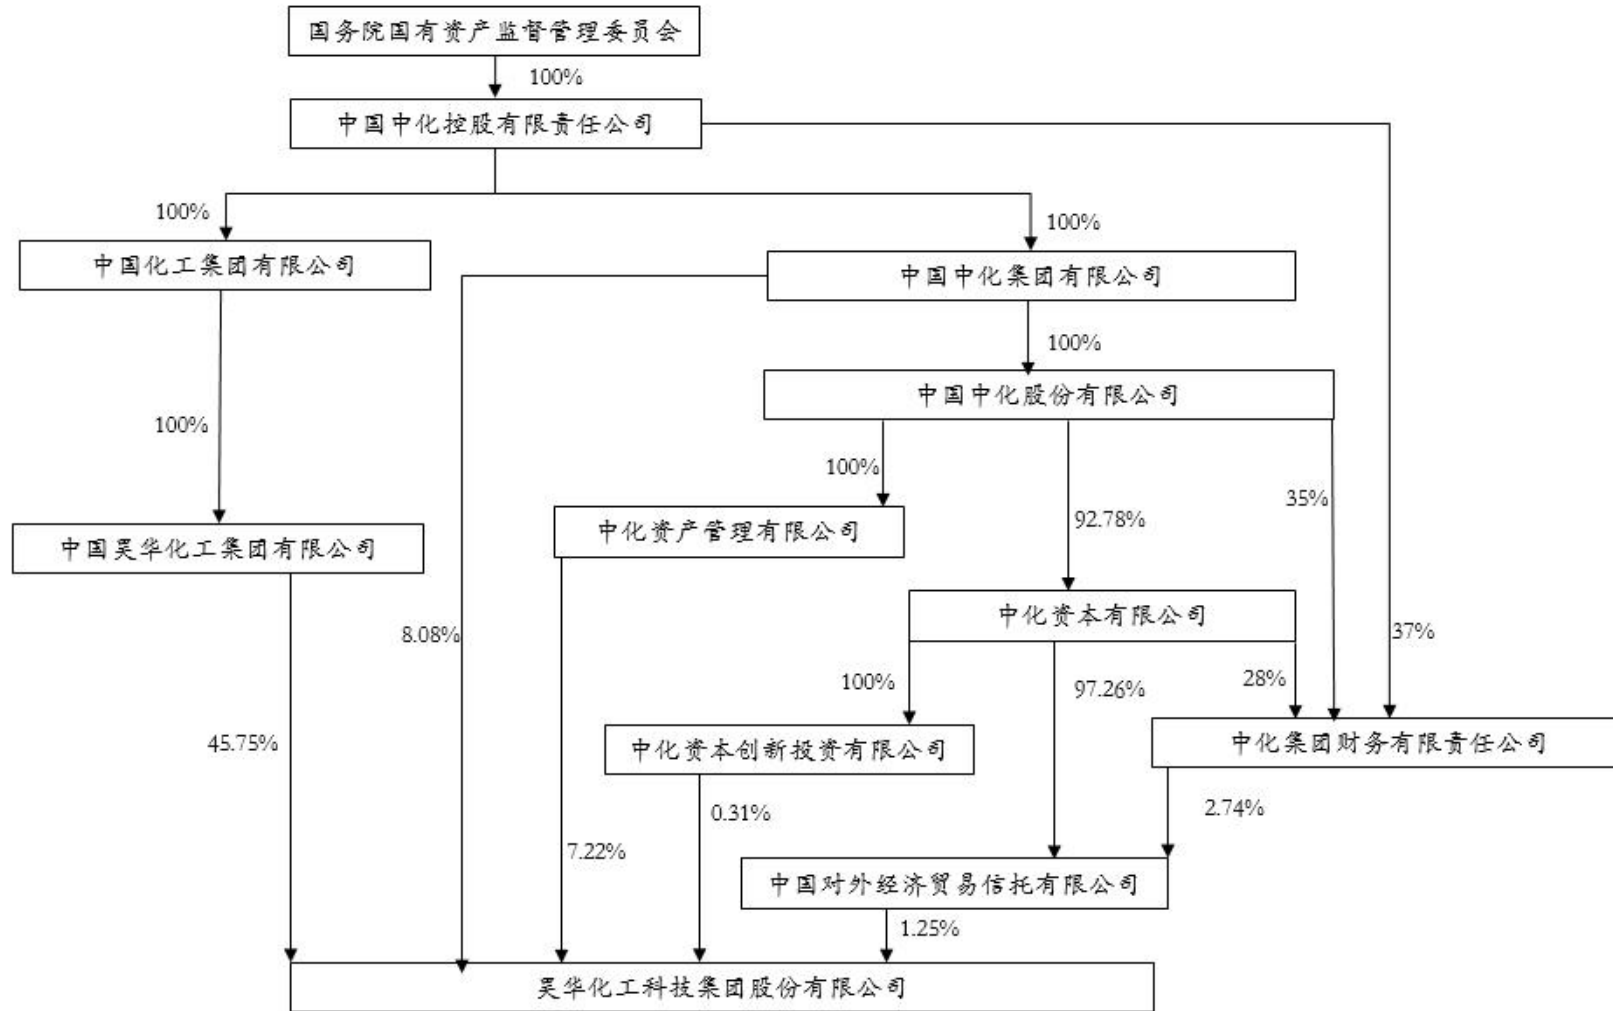 国务院国有资产监督管理委员会
100%
中国中化控股有限责任公司
100%
100%
中国化工集团有限公司
中国中化集团有限公司
100%
中国中化股份有限公司
100%
100%
35%
92.78%
中化资产管理有限公司
中国昊华化工集团有限公司
中化资本有限公司
8.08%
37%
100%
97.26%
28%
45.75%
中化资本创新投资有限公司
中化集团财务有限责任公司
0.31%
2.74%
7.22%
中国对外经济贸易信托有限公司
1.25%
昊华化工科技集团股份有限公司